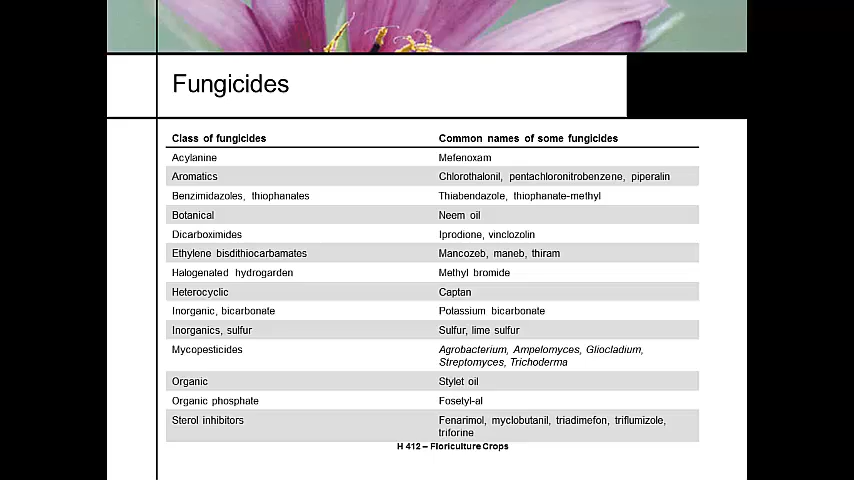 Fungicides
Class of fungicides Common names of some fungicides
Acylanine Mefenoxam
Aromatics Chlorothalonil, pentachloronitrobenzene, piperalin
Benzimidazoles, thiophanates Thiabendazole, thiophanate-methyl
Botanical Neem oil
Dicarboximides Iprodione, vinclozolin
Ethylene bisdithiocarbamates Mancozeb, maneb, thiram
Halogenated hydrogarden Methyl bromide
Heterocyclic Captan
Inorganic, bicarbonate Potassium bicarbonate
Inorganics, sulfur Sulfur, lime sulfur
Mycopesticides Agrobacterium, Ampelomyces, Gliocladium,
Streptomyces, Trichoderma
Organic Stylet oil
Organic phosphate Fosetyl-al
Sterol inhibitors Fenarimol, myclobutanil, triadimefon, triflumizole,
triforine
H 412 – Floriculture Crops